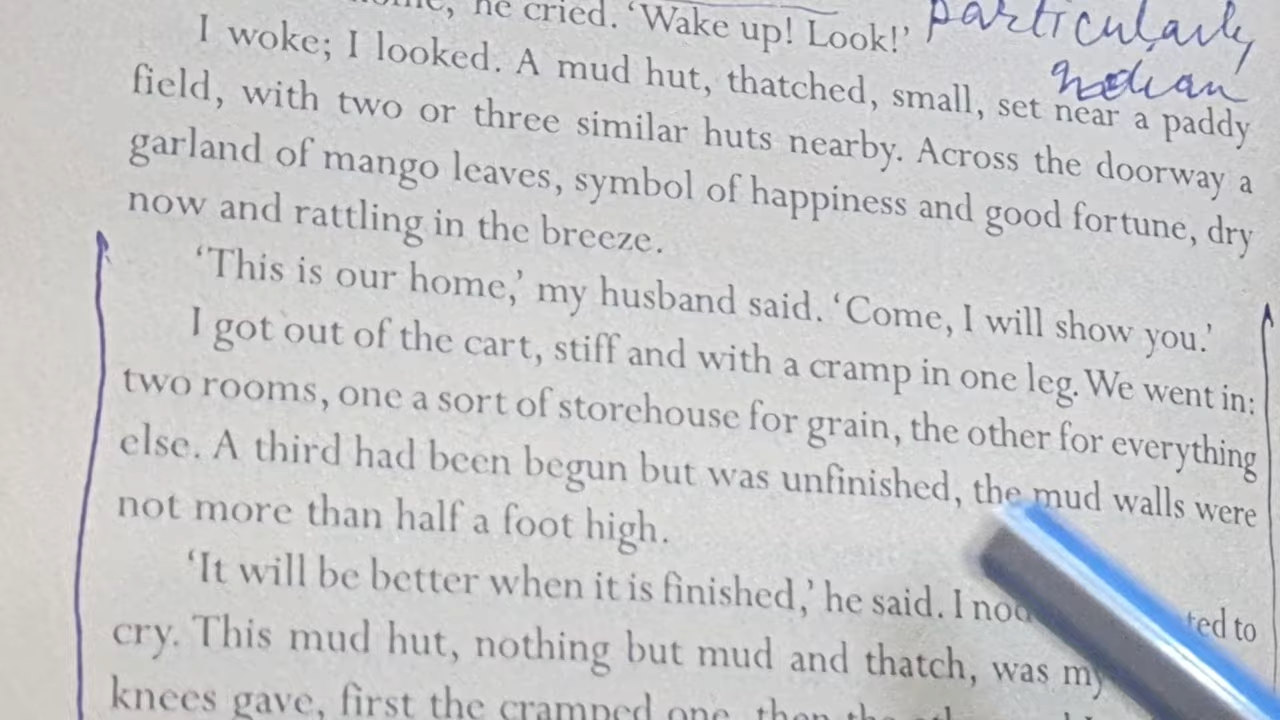 he cried. ‘Wake up! Look!’ particularly
Indian
I woke; I looked. A mud hut, thatched, small, set near a paddy
field, with two or three similar huts nearby. Across the doorway a
garland of mango leaves, symbol of happiness and good fortune, dry
now and rattling in the breeze.
‘This is our home,’ my husband said. ‘Come, I will show you.’
I got out of the cart, stiff and with a cramp in one leg. We went in:
two rooms, one a sort of storehouse for grain, the other for everything
else. A third had been begun but was unfinished, the mud walls were
not more than half a foot high.
‘It will be better when it is finished,’ he said. I to
cry. This mud hut, nothing but mud and thatch, was
knees gave, first the cramped one, then the